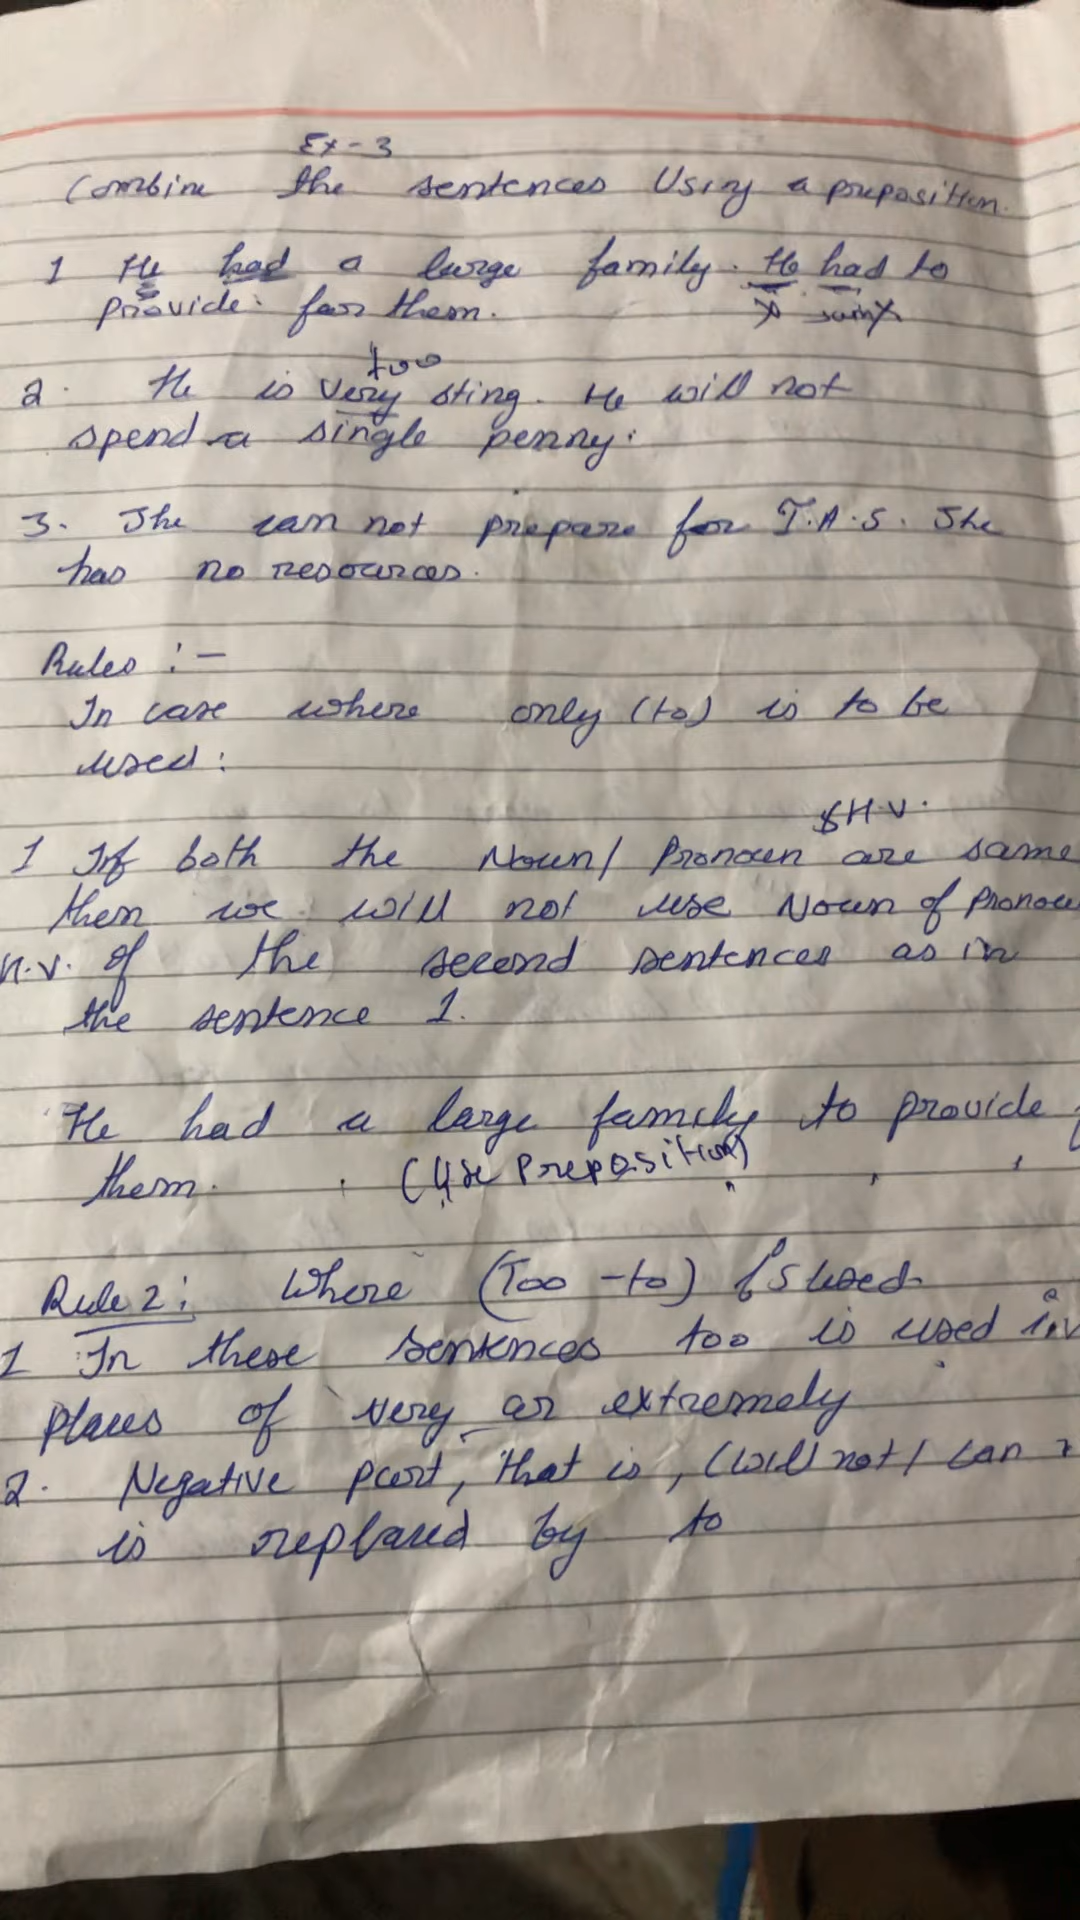 Ex-3
Combine the sentences Using a preposition.
1 He had a large family. He had to
provide for them.
too
2. He is very sting. He will not
spend a single penny.
3. She can not prepare for I.A.S. She
has no resources.
Rules :-
In case where only (to) is to be
used:
H.V.
1 If both the Noun/ Pronoun are same
then we will not use Noun of
H.V. of the second sentences as in
the sentence 1.
He had a large family to provide
them. (Use Preposition)
Rule 2: Where (Too -to) is used
1 In these sentences too is used in
places of very or extremely
2. Negative part, that is, (will not / can
is replaced by to